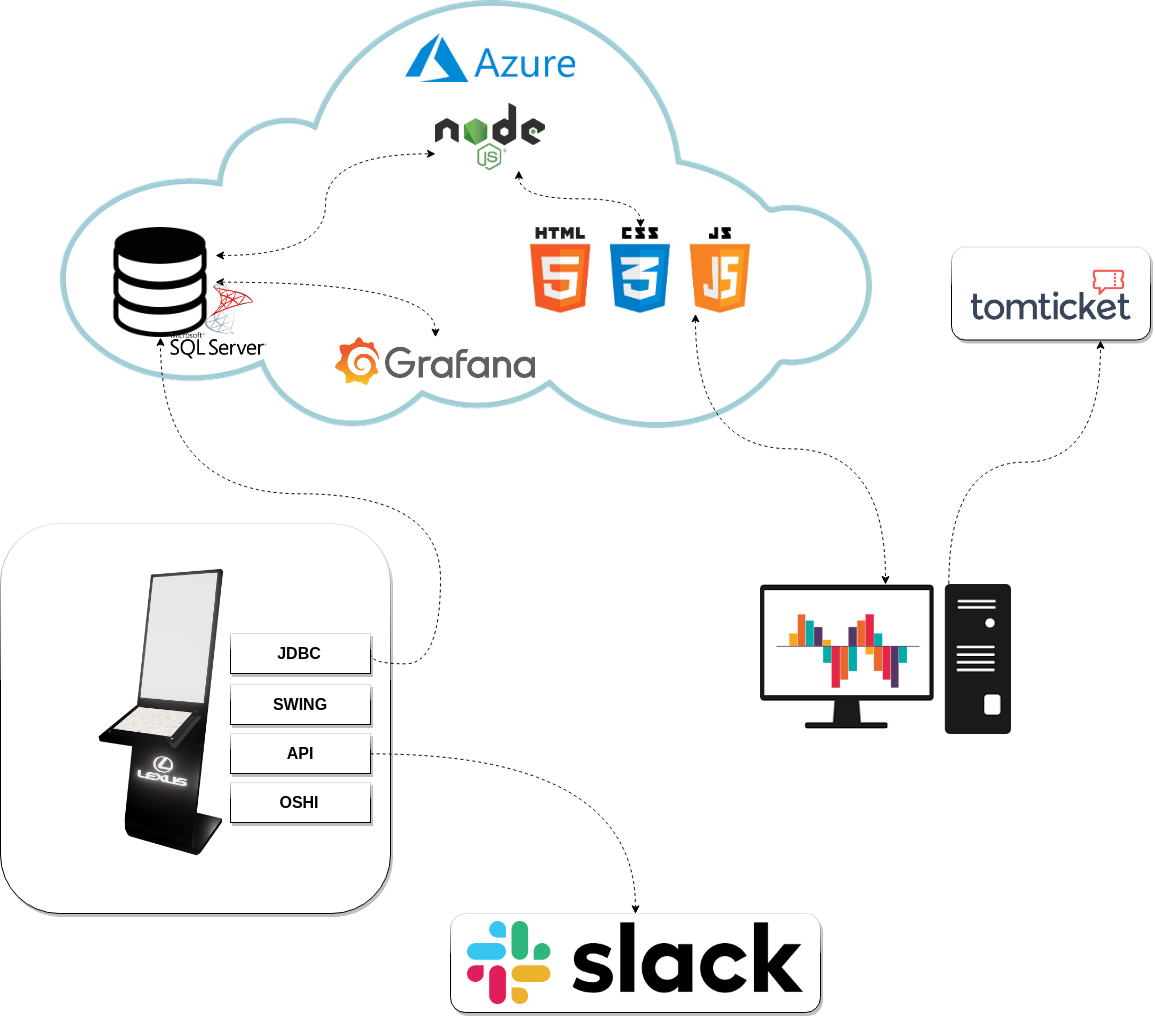 Azure
node
JS
HTML
CSS
JS
5
3
JS
Microsoft
SQL Server
Grafana
tomticket
JDBC
SWING
API
OSHI
LEXUS
slack